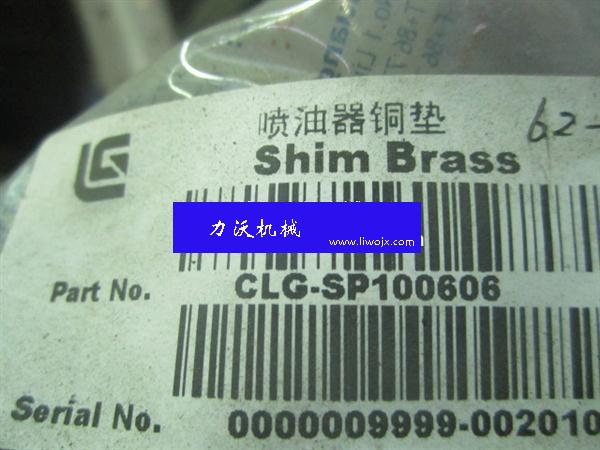 喷油器铜垫
62-
Shim Brass
力沃机械
www.liwojx.com
Part No. CLG-SP100606
Serial No. 0000009999-002010